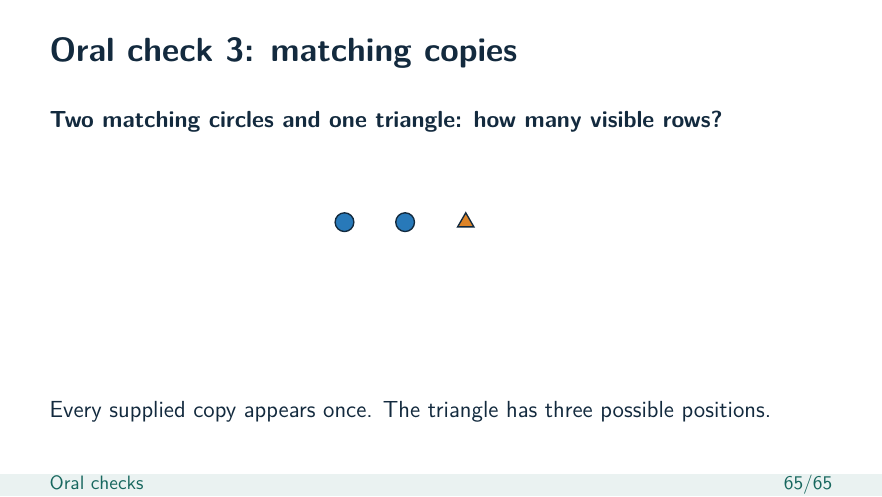 Oral check 3: matching copies
Two matching circles and one triangle: how many visible rows?
Every supplied copy appears once. The triangle has three possible positions.
Oral checks
65/65